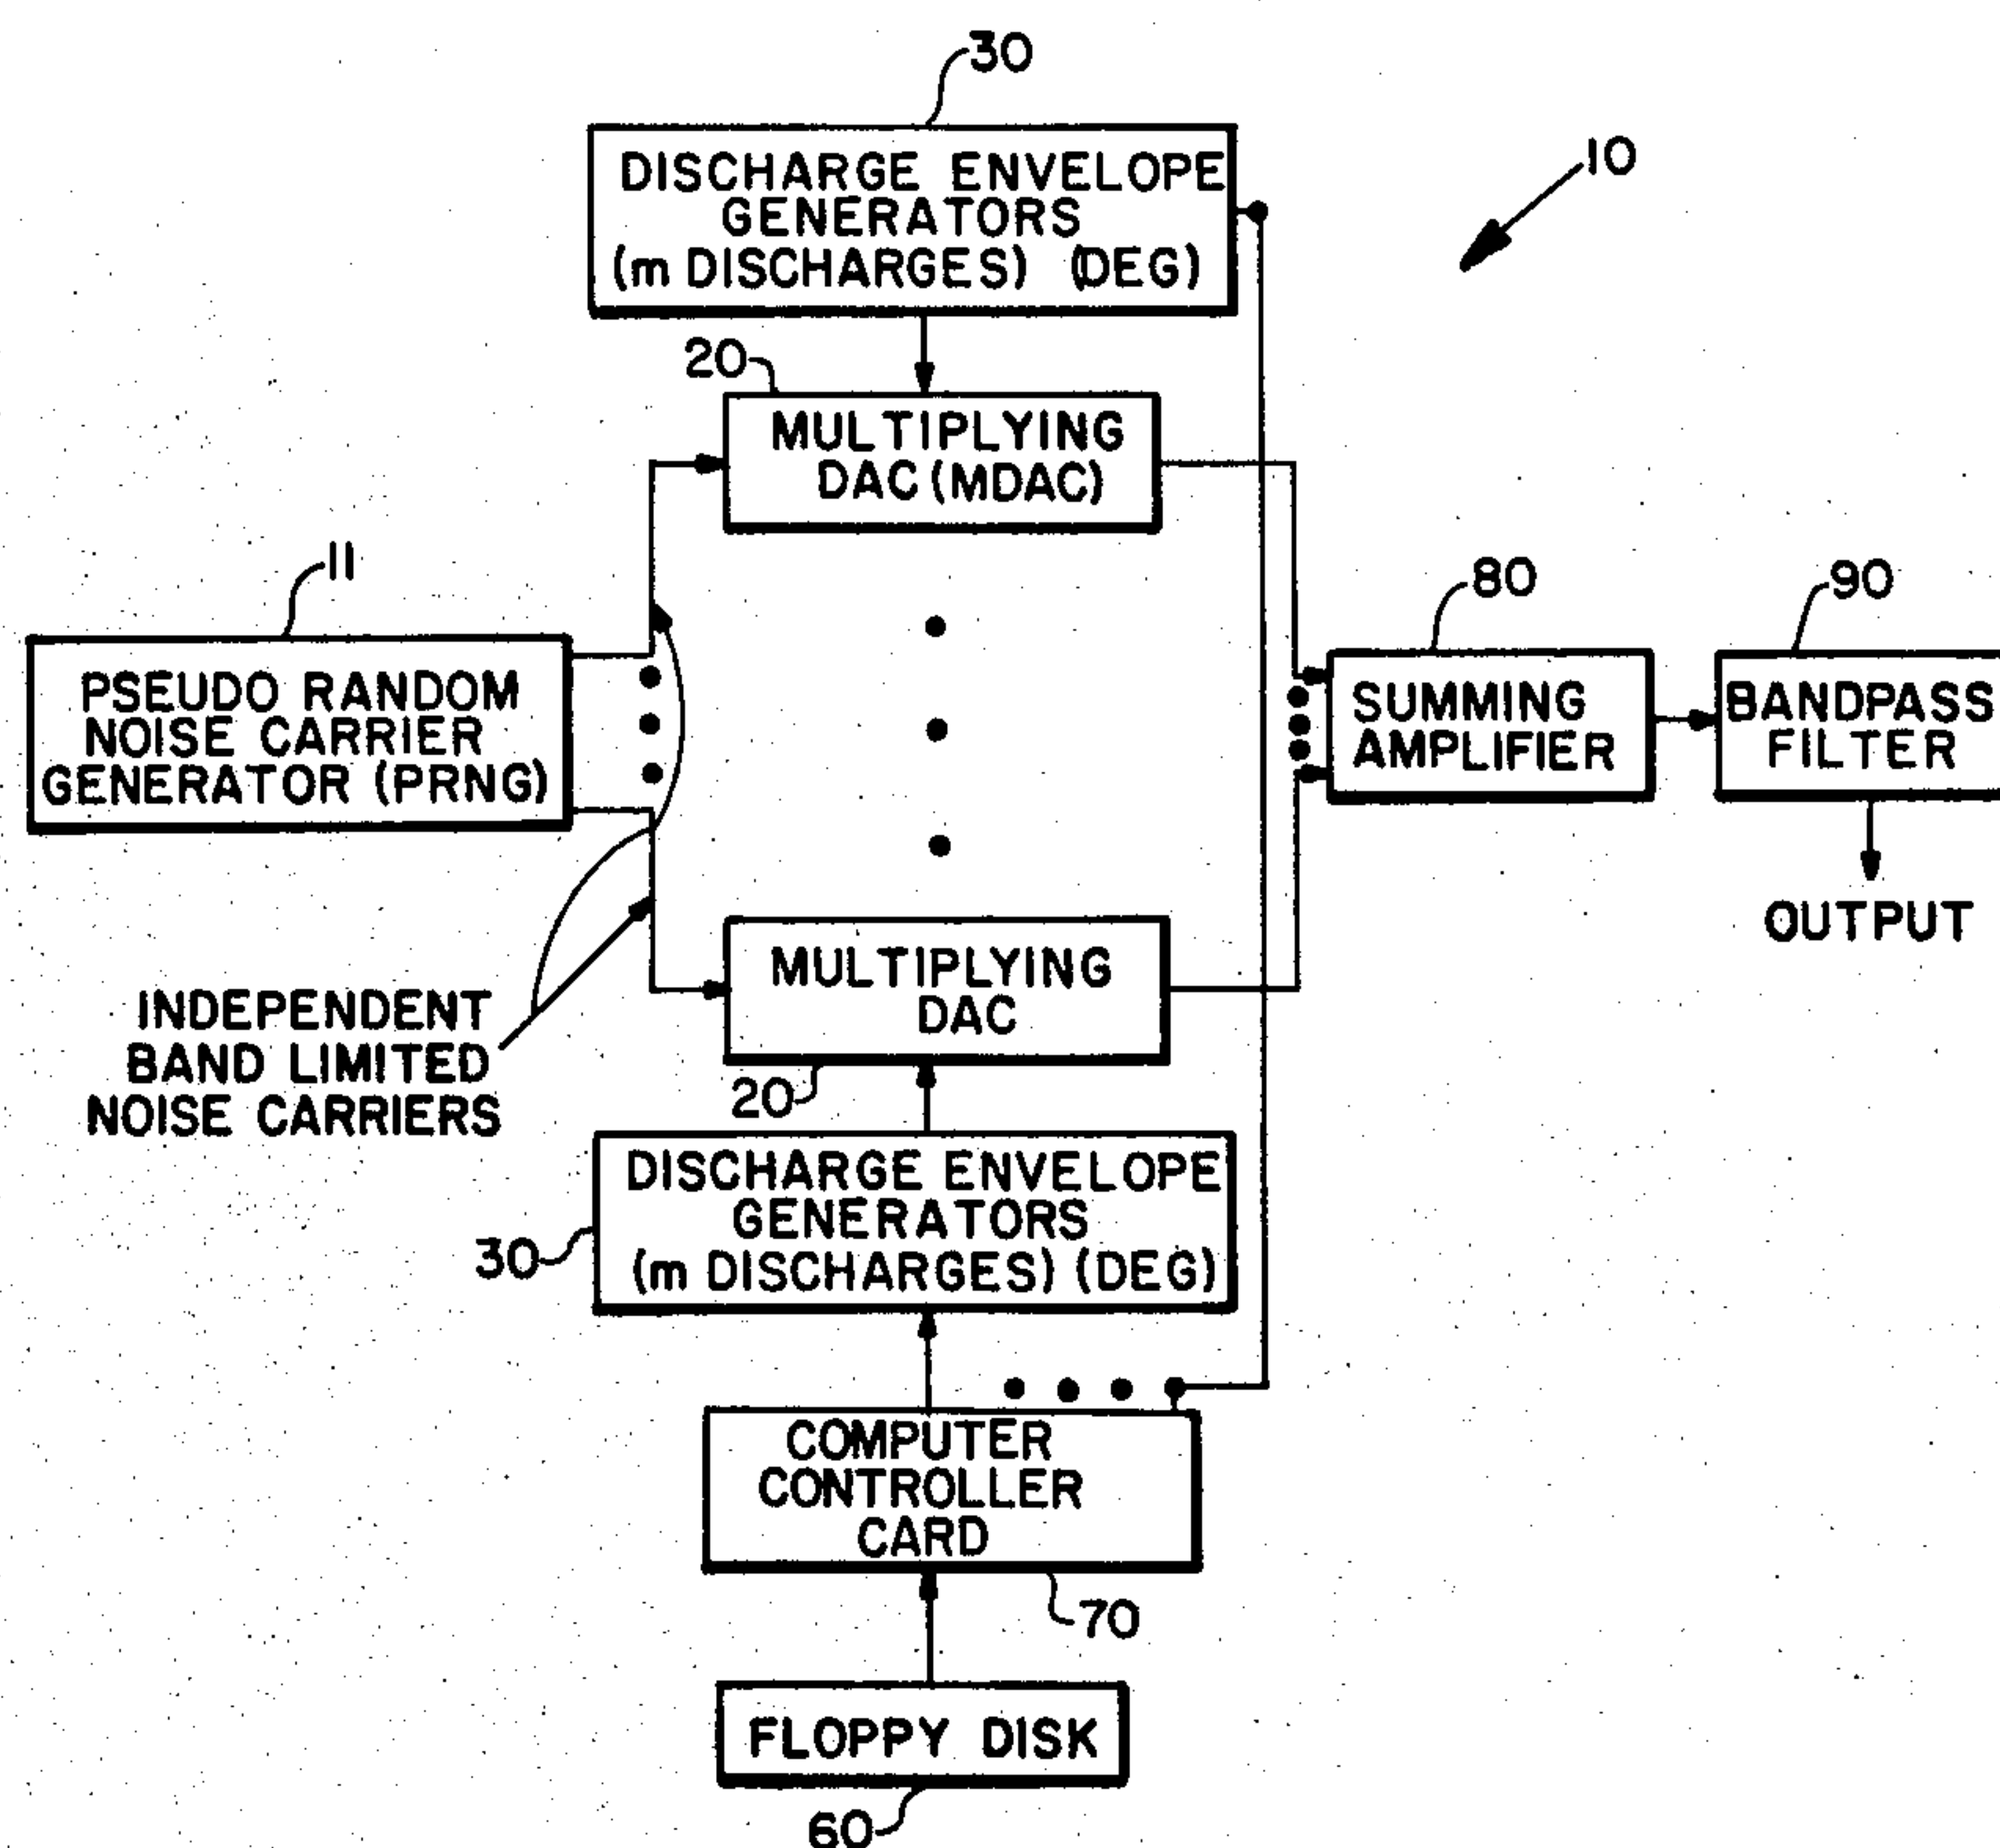 30
DISCHARGE ENVELOPE
GENERATORS
(m DISCHARGES) (DEG)
10
20
MULTIPLYING
DAC (MDAC)
11
80
90
PSEUDO RANDOM
NOISE CARRIER
GENERATOR (PRNG)
SUMMING
AMPLIFIER
BANDPASS
FILTER
OUTPUT
MULTIPLYING
DAC
INDEPENDENT
BAND LIMITED
NOISE CARRIERS
20
DISCHARGE ENVELOPE
GENERATORS
(m DISCHARGES) (DEG)
30
COMPUTER
CONTROLLER
CARD
70
FLOPPY DISK
60